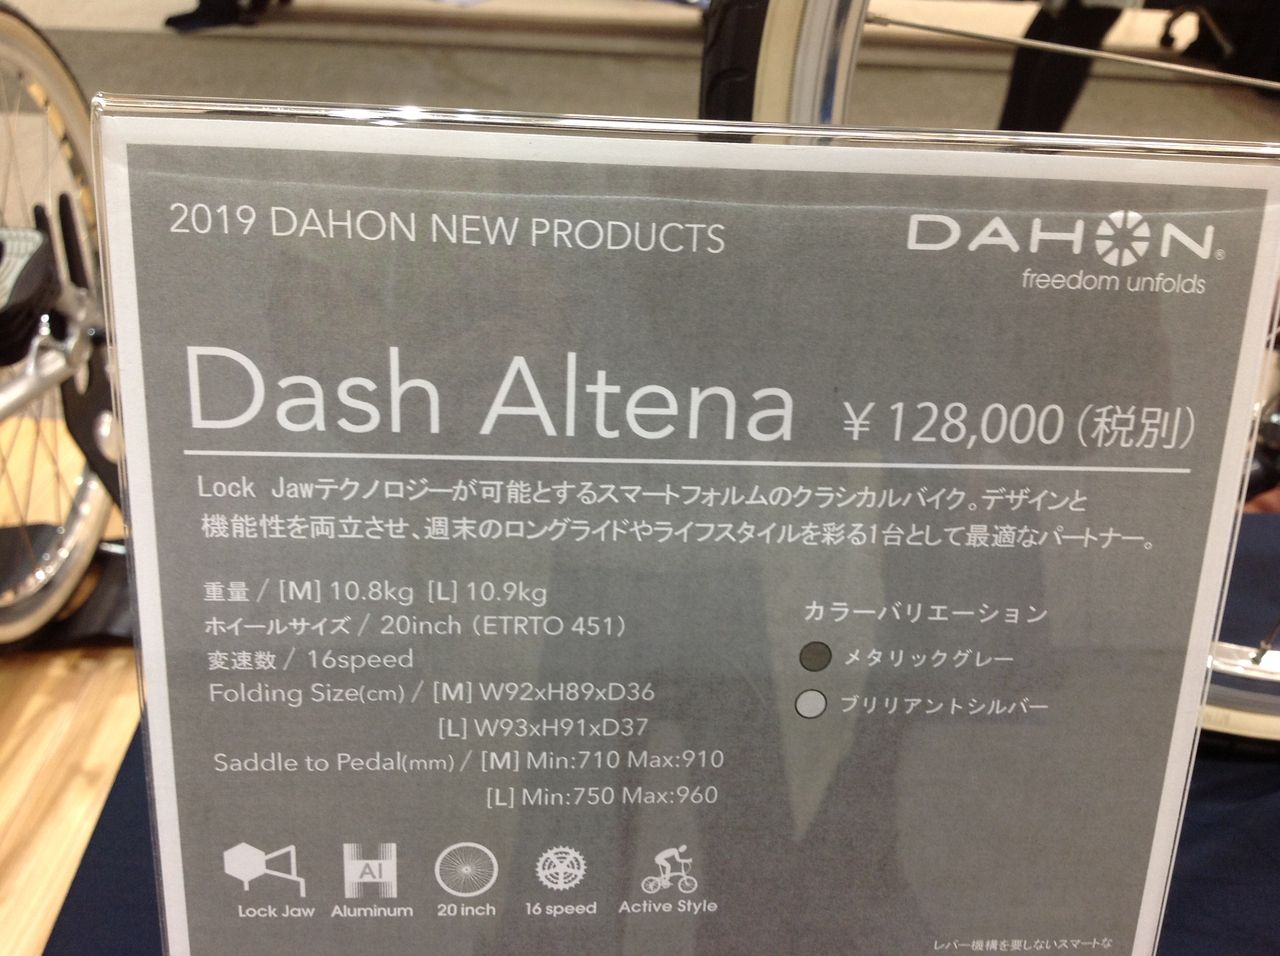 2019 DAHON NEW PRODUCTS
DAHON®
freedom unfolds
Dash Altena ￥128,000（税別）
Lock Jawテクノロジーが可能とするスマートフォルムのクラシカルバイク。デザインと
機能性を両立させ、週末のロングライドやライフスタイルを彩る1台として最適なパートナー。
重量 / [M] 10.8kg [L] 10.9kg
ホイールサイズ / 20inch（ETRTO 451）
変速数 / 16speed
Folding Size(cm) / [M] W92xH89xD36
[L] W93xH91xD37
Saddle to Pedal(mm) / [M] Min:710 Max:910
[L] Min:750 Max:960
カラーバリエーション
メタリックグレー
ブリリアントシルバー
Al
Lock Jaw Aluminum 20 inch 16 speed Active Style
レバー機構を要しないスマートな